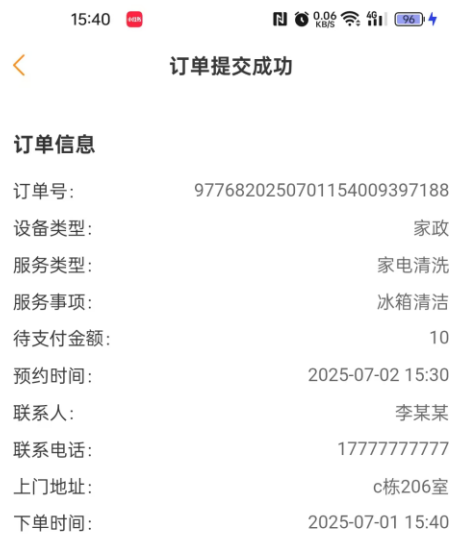 15:40 0.06 KB/S 4G 96
订单提交成功
订单信息
订单号: 9776820250701154009397188
设备类型: 家政
服务类型: 家电清洗
服务事项: 冰箱清洁
待支付金额: 10
预约时间: 2025-07-02 15:30
联系人: 李某某
联系电话: 17777777777
上门地址: c栋206室
下单时间: 2025-07-01 15:40